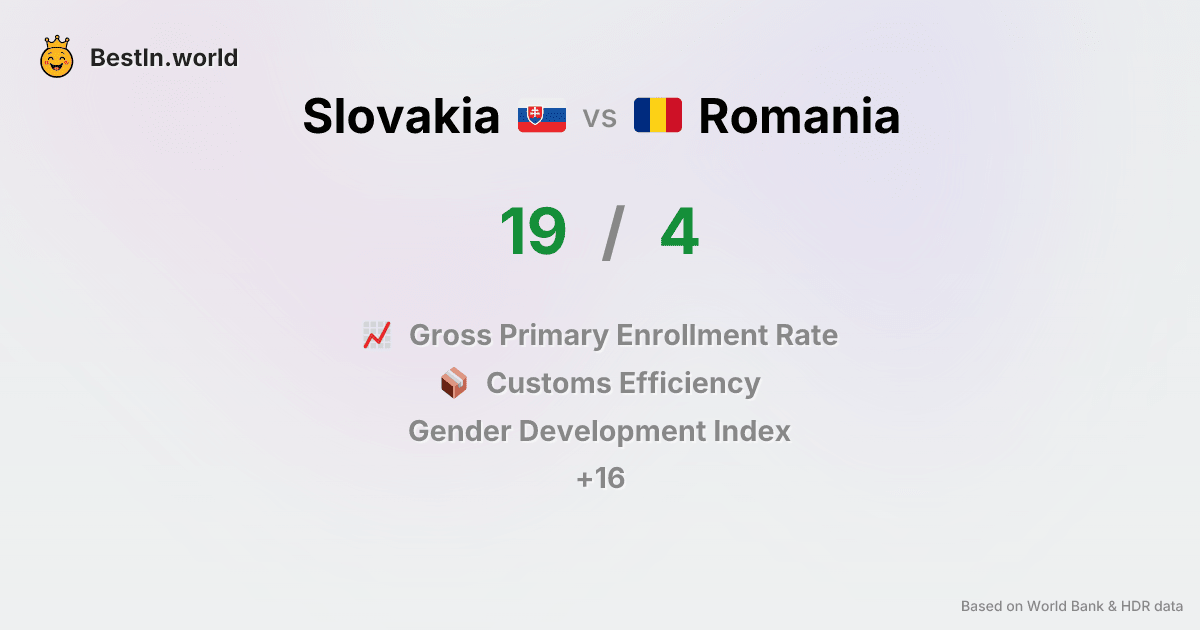 BestIn.world
Slovakia vs Romania
19 / 4
Gross Primary Enrollment Rate
Customs Efficiency
Gender Development Index
+16
Based on World Bank & HDR data